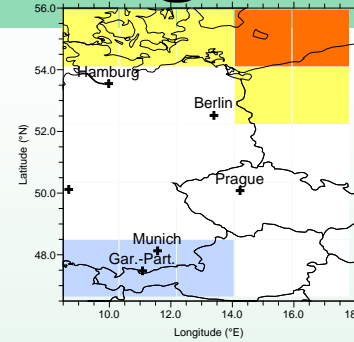 56.0
54.0
52.0
50.0
48.0
Latitude (°N)
Hamburg
Berlin
Prague
Munich
Gar.-Part.
10.0 12.0 14.0 16.0 18
Longitude (°E)